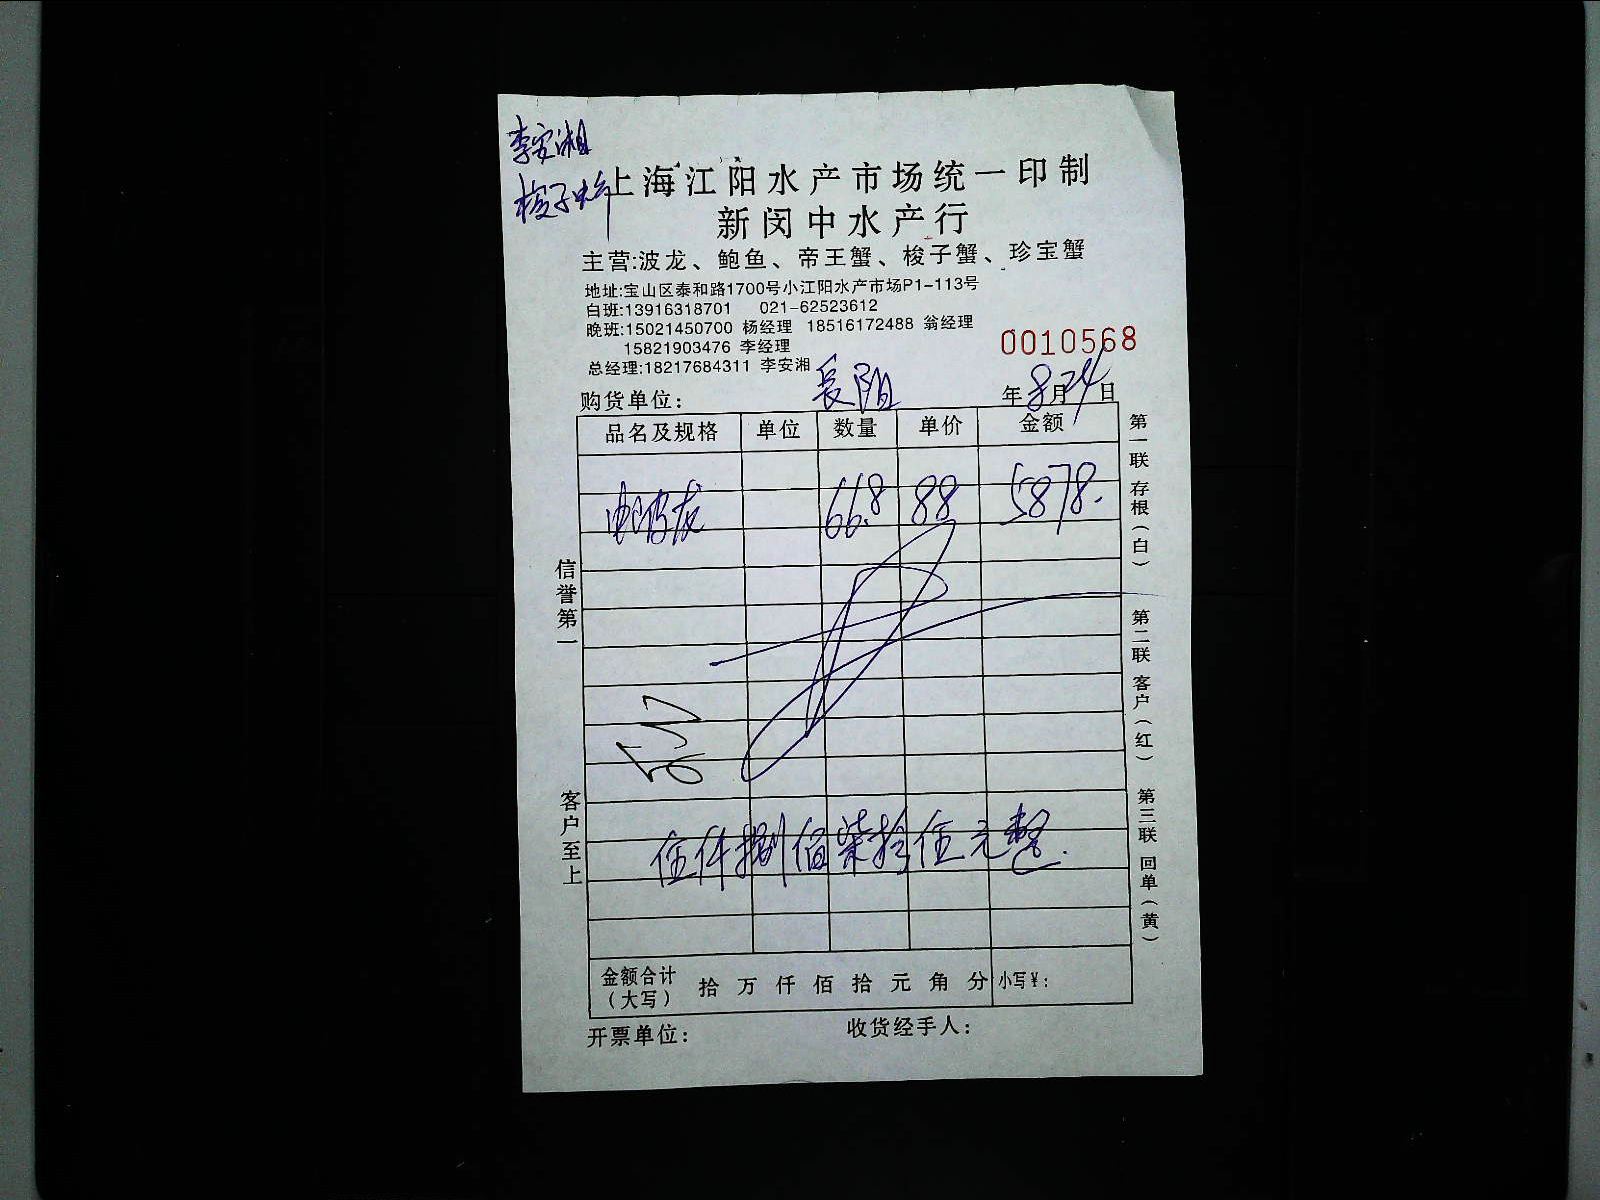 李安湘
梭子
上海江阳水产市场统一印制
新闵中水产行
主营:波龙、鲍鱼、帝王蟹、梭子蟹、珍宝蟹
地址:宝山区泰和路1700号小江阳水产市场P1-113号
白班:13916318701 021-62523612
晚班:15021450700 杨经理 18516172488 翁经理
15821903476 李经理
总经理:18217684311 李安湘
0010568
购货单位: 长阳 年8月24日
品名及规格 单位 数量 单价 金额
波龙 66.8 88 5878.
伍仟捌佰柒拾伍元整.
金额合计(大写) 拾 万 仟 佰 拾 元 角 分 小写¥:
开票单位: 收货经手人:
信誉第一
客户至上
第一联 存根(白)
第二联 客户(红)
第三联 回单(黄)